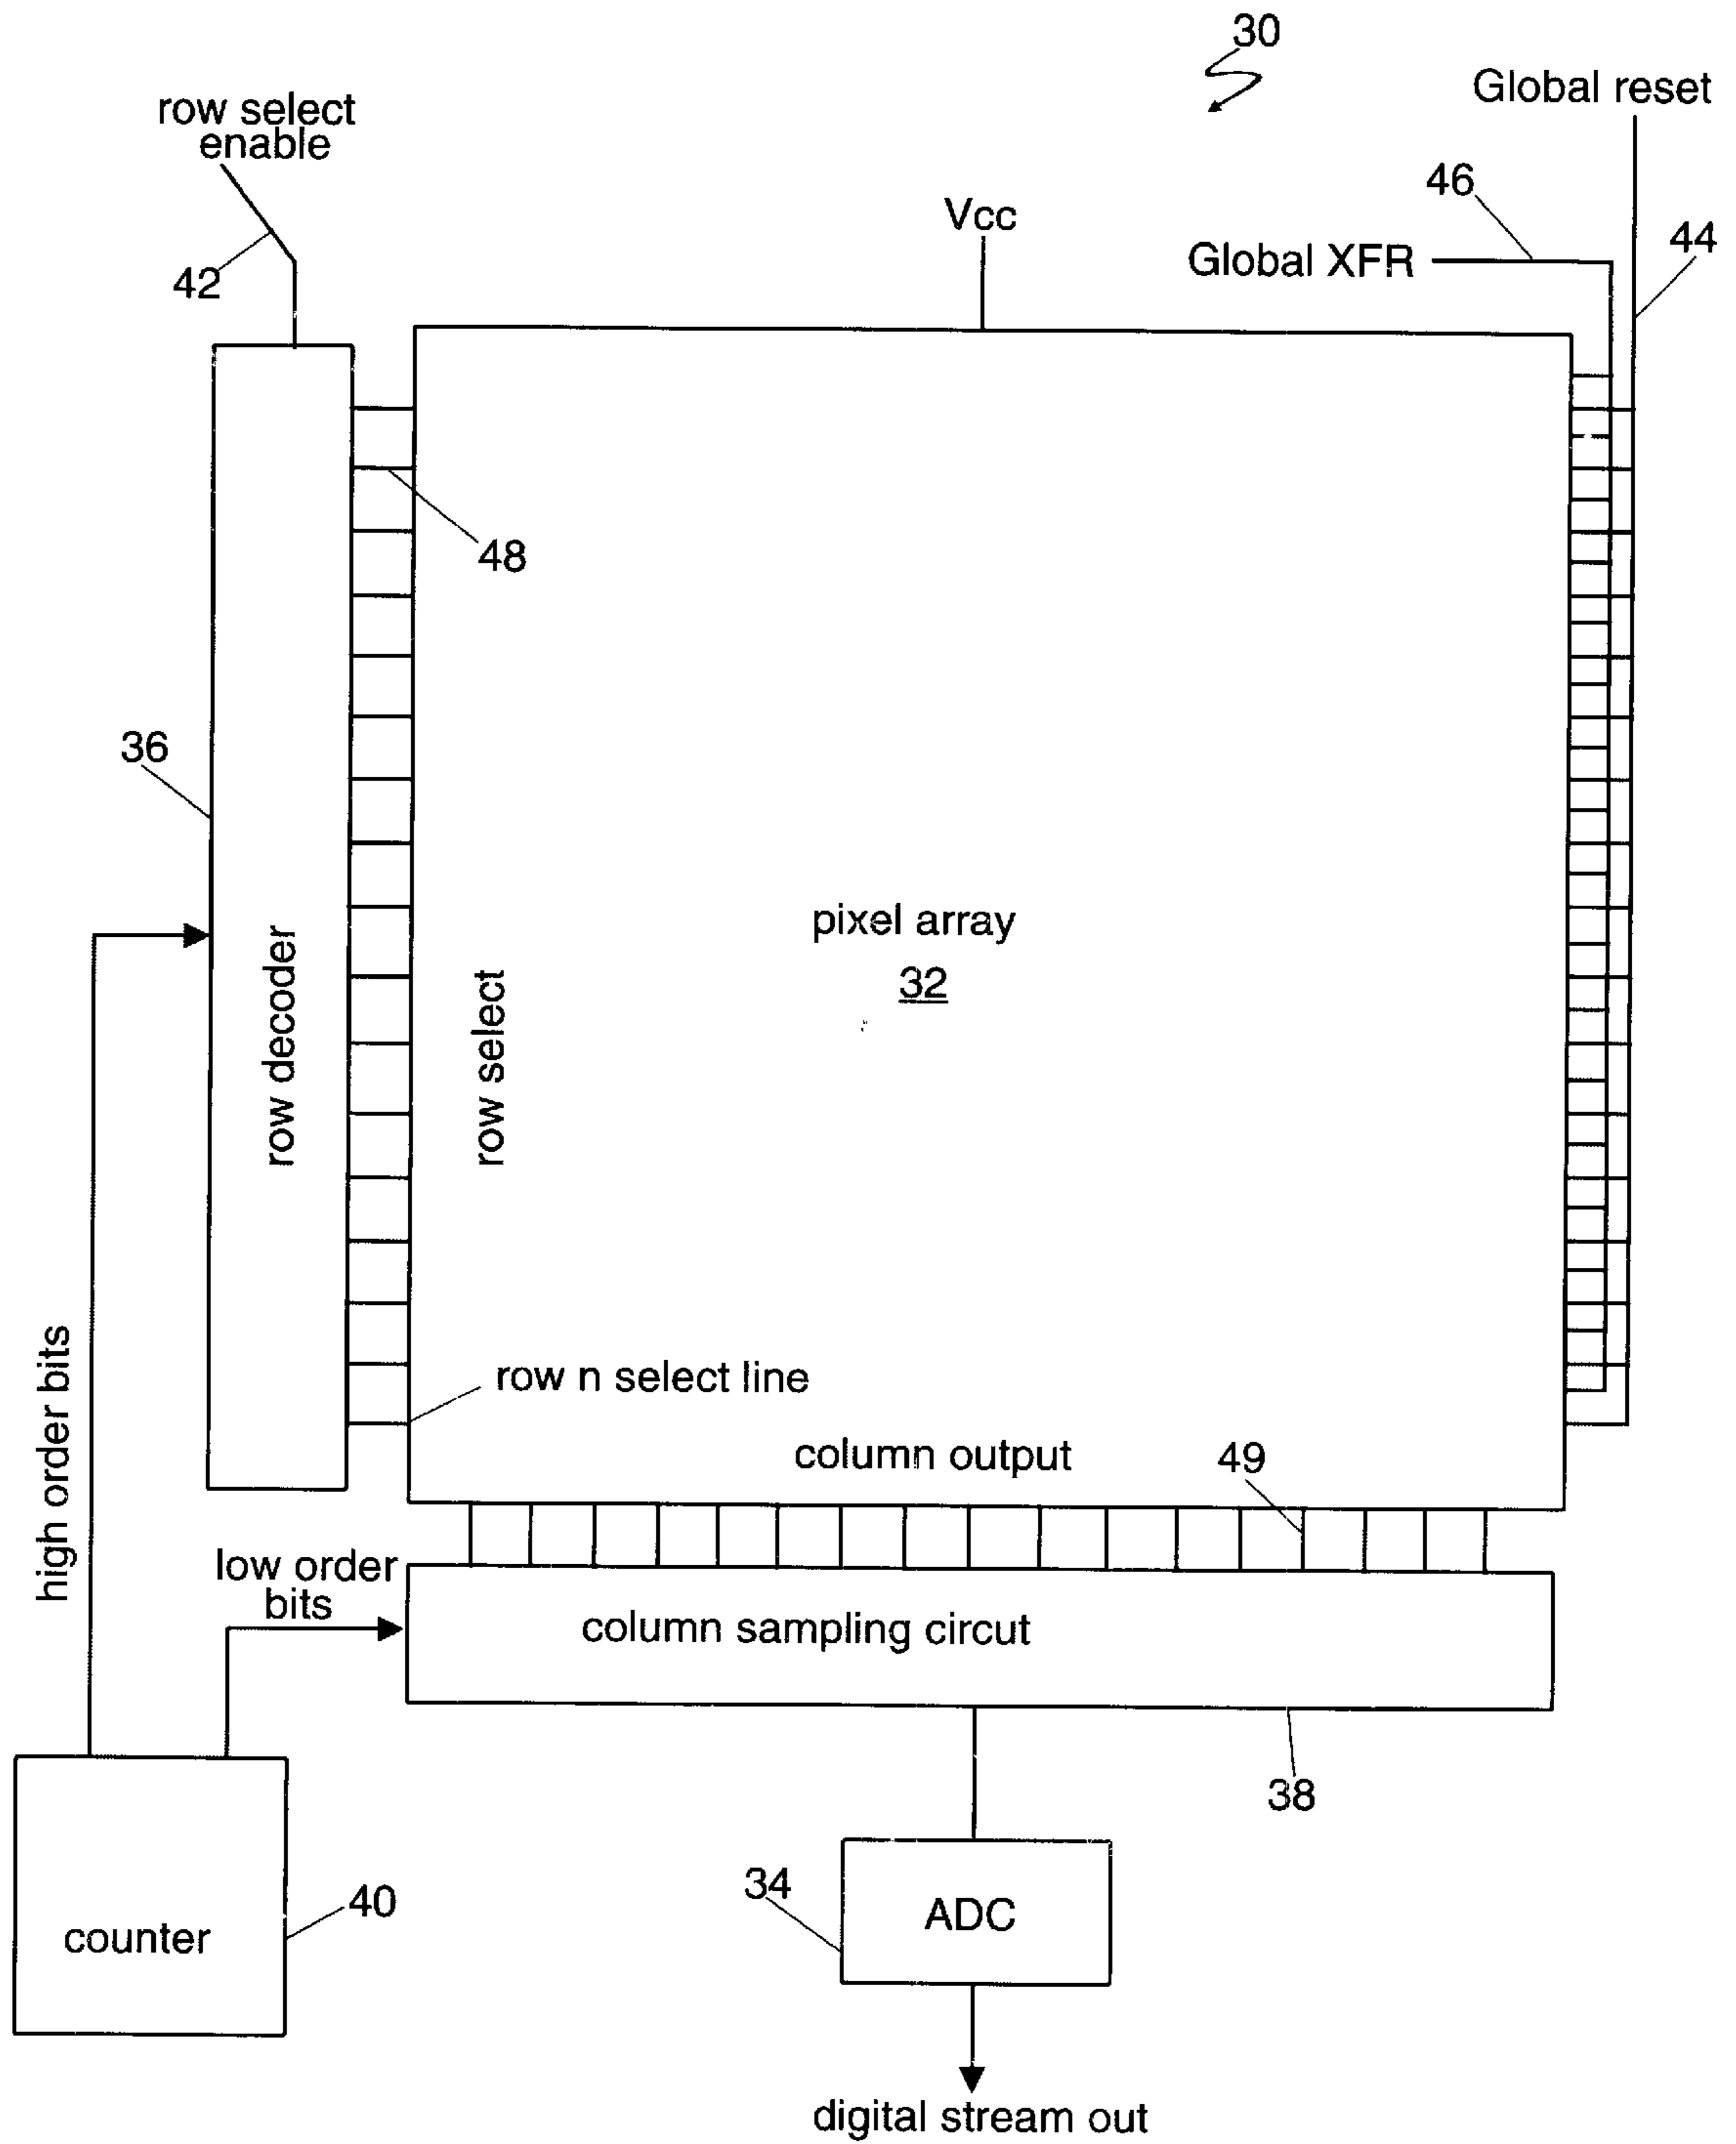 30
Global reset
row select
enable
46
Vcc
44
Global XFR
42
48
36
pixel array
32
row decoder
row select
high order bits
row n select line
column output
49
low order
bits
column sampling circut
38
34
ADC
40
counter
digital stream out